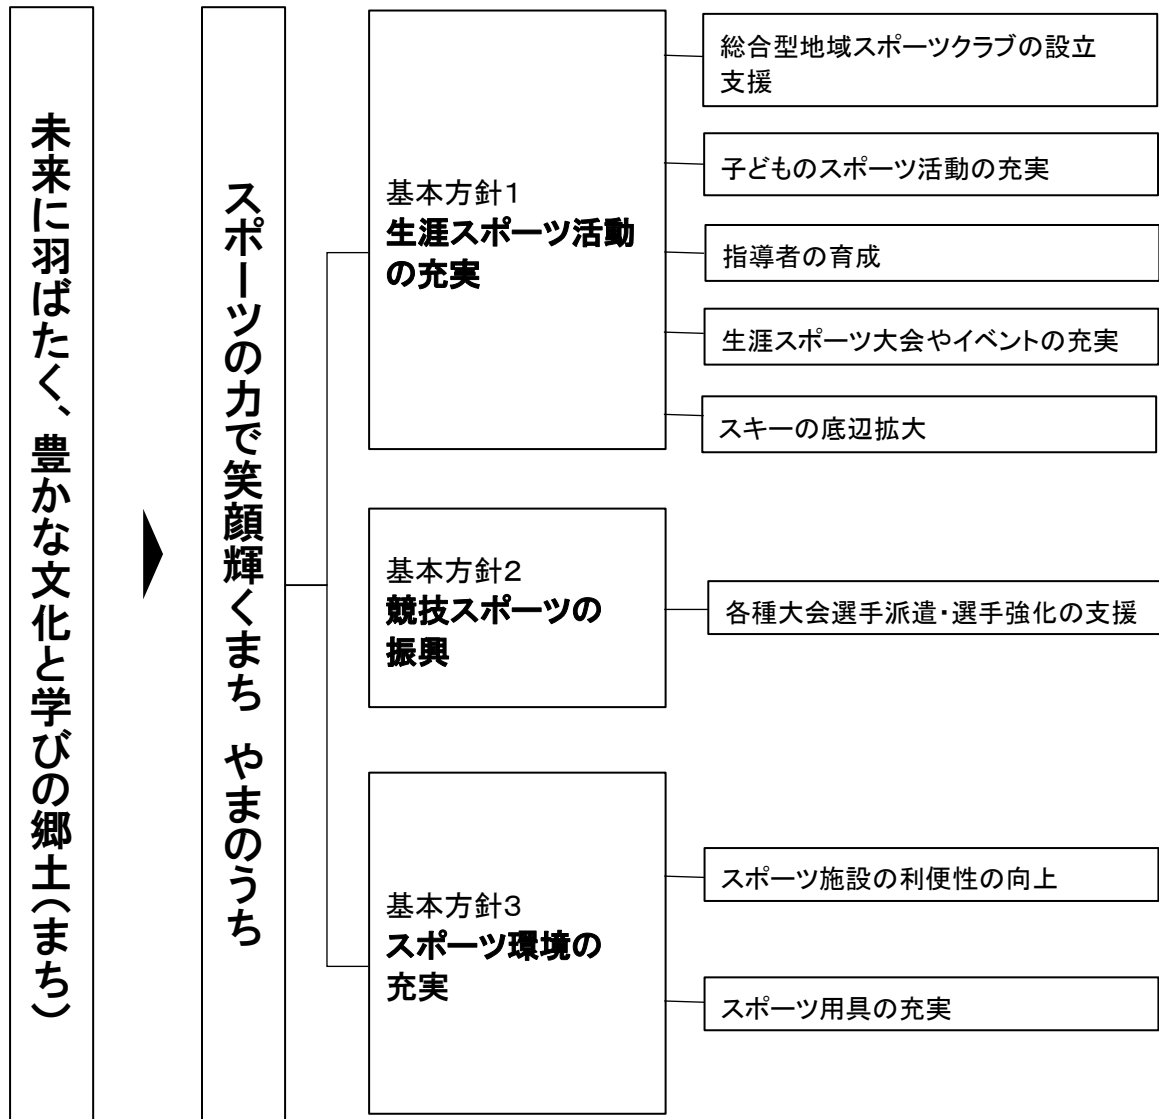 未来に羽ばたく、豊かな文化と学びの郷土(まち)
スポーツの力で笑顔輝くまち やまのうち
基本方針1
生涯スポーツ活動
の充実
総合型地域スポーツクラブの設立
支援
子どものスポーツ活動の充実
指導者の育成
生涯スポーツ大会やイベントの充実
スキーの底辺拡大
基本方針2
競技スポーツの
振興
各種大会選手派遣・選手強化の支援
基本方針3
スポーツ環境の
充実
スポーツ施設の利便性の向上
スポーツ用具の充実